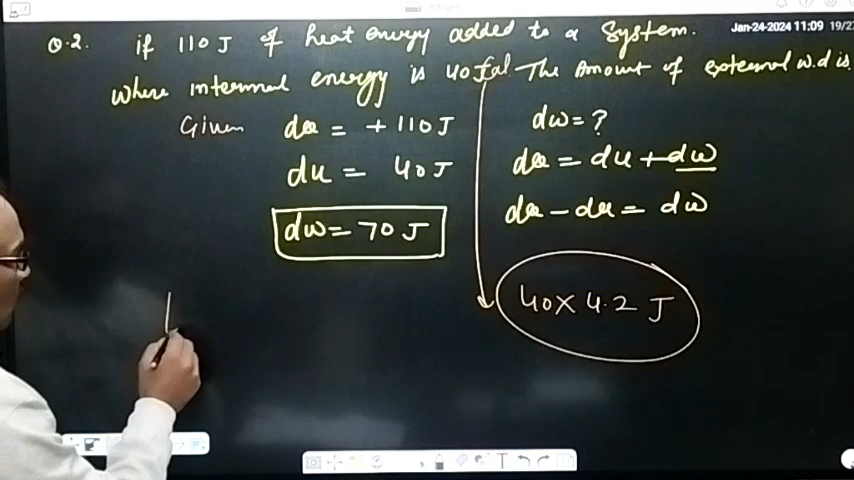 Jan-24-2024 11:09 19/2
Q.2. if 110 J of heat energy added to a System.
where internal energy is 40 cal The Amount of external w.d is
Given dQ = +110 J dw = ?
du = 40 J dQ = du + dw
dw = 70 J dQ - du = dw
40 × 4.2 J